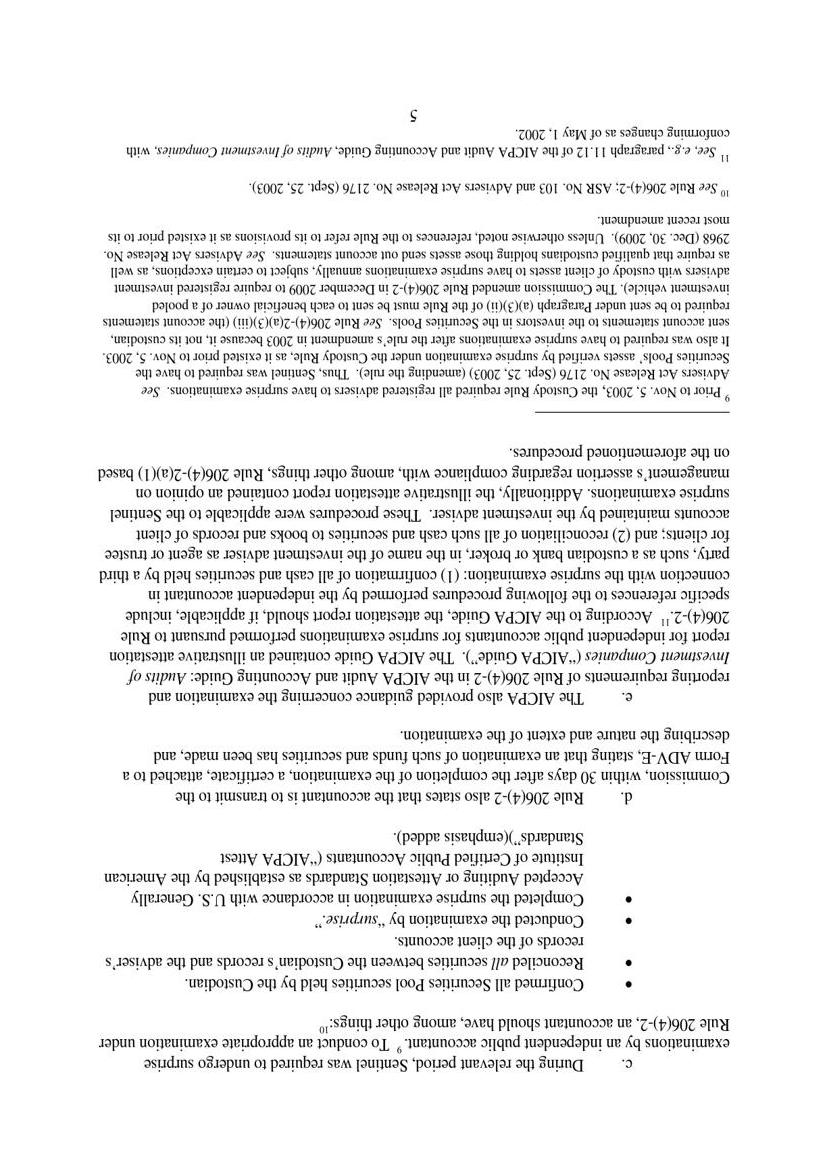 c. During the relevant period, Sentinel was required to undergo surprise
examinations by an independent public accountant.9 To conduct an appropriate examination under
Rule 206(4)-2, an accountant should have, among other things:10
• Confirmed all Securities Pool securities held by the Custodian.
• Reconciled all securities between the Custodian's records and the adviser's
records of the client accounts.
• Conducted the examination by "surprise."
• Completed the surprise examination in accordance with U.S. Generally
Accepted Auditing or Attestation Standards as established by the American
Institute of Certified Public Accountants ("AICPA Attest
Standards")(emphasis added).
d. Rule 206(4)-2 also states that the accountant is to transmit to the
Commission, within 30 days after the completion of the examination, a certificate, attached to a
Form ADV-E, stating that an examination of such funds and securities has been made, and
describing the nature and extent of the examination.
e. The AICPA also provided guidance concerning the examination and
reporting requirements of Rule 206(4)-2 in the AICPA Audit and Accounting Guide: Audits of
Investment Companies ("AICPA Guide"). The AICPA Guide contained an illustrative attestation
report for independent public accountants for surprise examinations performed pursuant to Rule
206(4)-2.11 According to the AICPA Guide, the attestation report should, if applicable, include
specific references to the following procedures performed by the independent accountant in
connection with the surprise examination: (1) confirmation of all cash and securities held by a third
party, such as a custodian bank or broker, in the name of the investment adviser as agent or trustee
for clients; and (2) reconciliation of all such cash and securities to books and records of client
accounts maintained by the investment adviser. These procedures were applicable to the Sentinel
surprise examinations. Additionally, the illustrative attestation report contained an opinion on
management's assertion regarding compliance with, among other things, Rule 206(4)-2(a)(1) based
on the aforementioned procedures.
9 Prior to Nov. 5, 2003, the Custody Rule required all registered advisers to have surprise examinations. See
Advisers Act Release No. 2176 (Sept. 25, 2003) (amending the rule). Thus, Sentinel was required to have the
Securities Pools' assets verified by surprise examination under the Custody Rule, as it existed prior to Nov. 5, 2003.
It also was required to have surprise examinations after the rule's amendment in 2003 because it, not its custodian,
sent account statements to the investors in the Securities Pools. See Rule 206(4)-2(a)(3)(iii) (the account statements
required to be sent under Paragraph (a)(3)(ii) of the Rule must be sent to each beneficial owner of a pooled
investment vehicle). The Commission amended Rule 206(4)-2 in December 2009 to require registered investment
advisers with custody of client assets to have surprise examinations annually, subject to certain exceptions, as well
as require that qualified custodians holding those assets send out account statements. See Advisers Act Release No.
2968 (Dec. 30, 2009). Unless otherwise noted, references to the Rule refer to its provisions as it existed prior to its
most recent amendment.
10 See Rule 206(4)-2; ASR No. 103 and Advisers Act Release No. 2176 (Sept. 25, 2003).
11 See, e.g., paragraph 11.12 of the AICPA Audit and Accounting Guide, Audits of Investment Companies, with
conforming changes as of May 1, 2002.
5